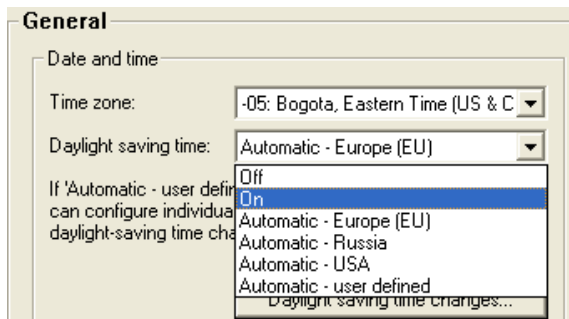 General
Date and time
Time zone:
-05: Bogota, Eastern Time (US & C
Daylight saving time:
Automatic - Europe (EU)
Off
On
Automatic - Europe (EU)
Automatic - Russia
Automatic - USA
Automatic - user defined
If 'Automatic - user defin
can configure individua
daylight-saving time cha
Daylight saving time changes...